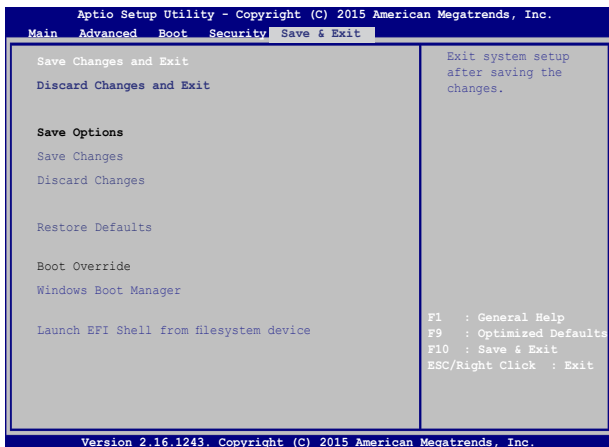 Aptio Setup Utility - Copyright (C) 2015 American Megatrends, Inc.
Main Advanced Boot Security Save & Exit
Save Changes and Exit
Discard Changes and Exit
Save Options
Save Changes
Discard Changes
Restore Defaults
Boot Override
Windows Boot Manager
Launch EFI Shell from filesystem device
Exit system setup
after saving the
changes.
F1 : General Help
F9 : Optimized Defaults
F10 : Save & Exit
ESC/Right Click : Exit
Version 2.16.1243. Copyright (C) 2015 American Megatrends, Inc.